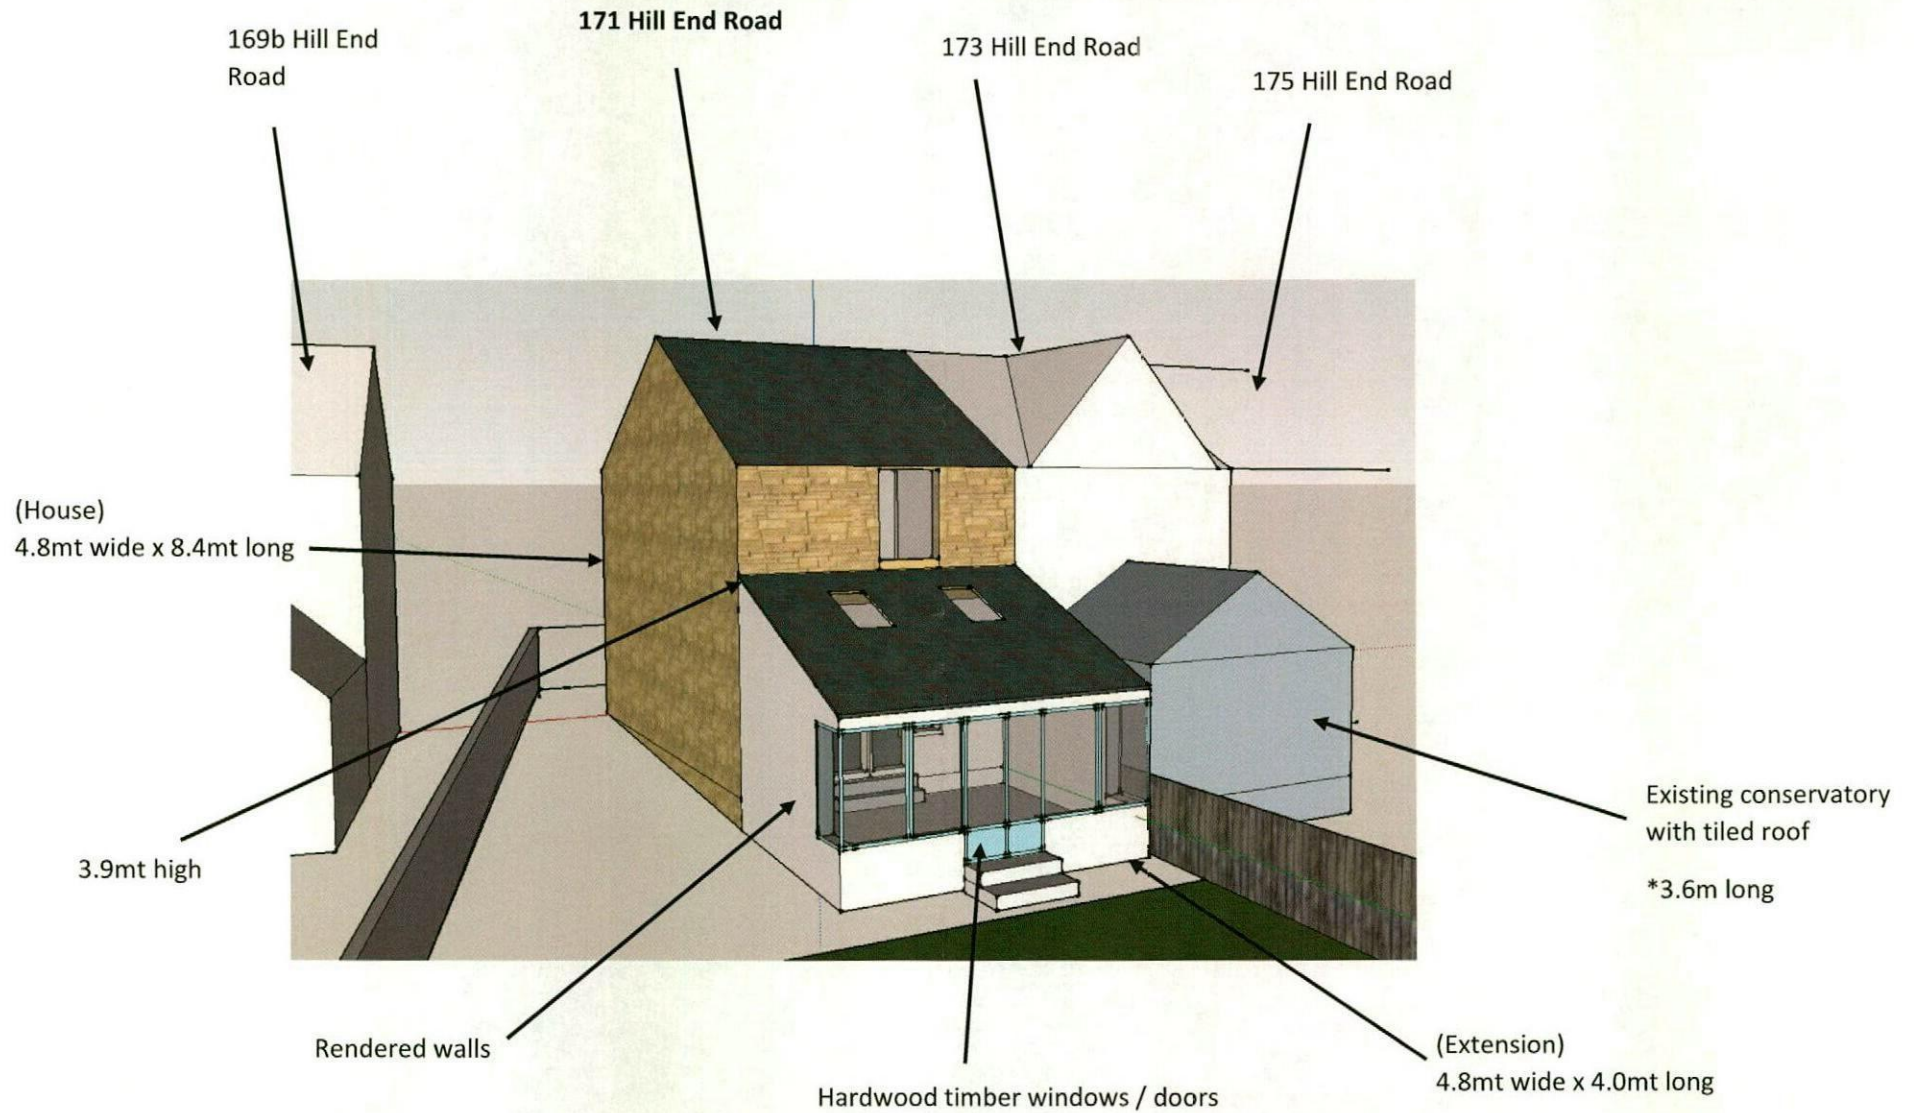 171 Hill End Road
169b Hill End
Road
173 Hill End Road
175 Hill End Road
(House)
4.8mt wide x 8.4mt long
3.9mt high
Existing conservatory
with tiled roof
*3.6m long
Rendered walls
Hardwood timber windows / doors
(Extension)
4.8mt wide x 4.0mt long